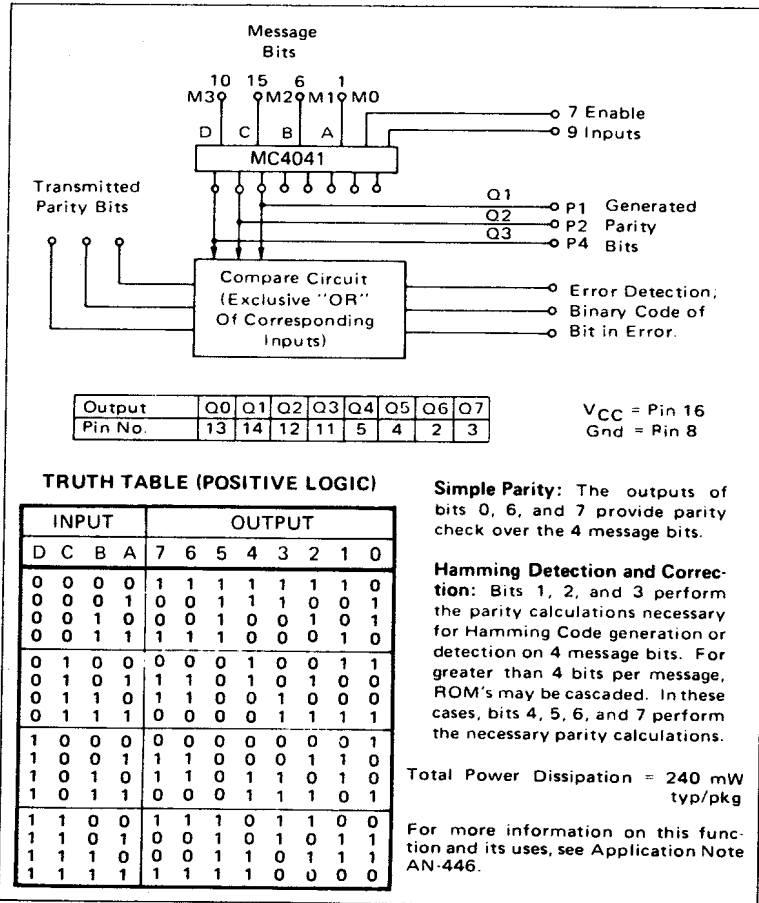 Message
Bits
10 15 6 1
M3 M2 M1 M0
7 Enable
9 Inputs
D C B A
MC4041
Transmitted
Parity Bits
Q1
Q2
Q3
P1 Generated
P2 Parity
P4 Bits
Compare Circuit
(Exclusive "OR"
Of Corresponding
Inputs)
Error Detection;
Binary Code of
Bit in Error.
Output Q0 Q1 Q2 Q3 Q4 Q5 Q6 Q7
Pin No. 13 14 12 11 5 4 2 3
VCC = Pin 16
Gnd = Pin 8
TRUTH TABLE (POSITIVE LOGIC)
INPUT OUTPUT
D C B A 7 6 5 4 3 2 1 0
0 0 0 0 1 1 1 1 1 1 1 0
0 0 0 1 0 0 1 1 1 0 0 1
0 0 1 0 0 0 1 0 0 1 0 1
0 0 1 1 1 1 1 0 0 0 1 0
0 1 0 0 0 0 0 1 0 0 1 1
0 1 0 1 1 1 0 1 0 1 0 0
0 1 1 0 1 1 0 0 1 0 0 0
0 1 1 1 0 0 0 0 1 1 1 1
1 0 0 0 0 0 0 0 0 0 0 1
1 0 0 1 1 1 0 0 0 1 1 0
1 0 1 0 1 1 0 1 1 0 1 0
1 0 1 1 0 0 0 1 1 1 0 1
1 1 0 0 1 1 1 0 1 1 0 0
1 1 0 1 0 0 1 0 1 0 1 1
1 1 1 0 0 0 1 1 0 1 1 1
1 1 1 1 1 1 1 1 0 0 0 0
Simple Parity: The outputs of
bits 0, 6, and 7 provide parity
check over the 4 message bits.
Hamming Detection and Correc-
tion: Bits 1, 2, and 3 perform
the parity calculations necessary
for Hamming Code generation or
detection on 4 message bits. For
greater than 4 bits per message,
ROM's may be cascaded. In these
cases, bits 4, 5, 6, and 7 perform
the necessary parity calculations.
Total Power Dissipation = 240 mW
typ/pkg
For more information on this func-
tion and its uses, see Application Note
AN-446.